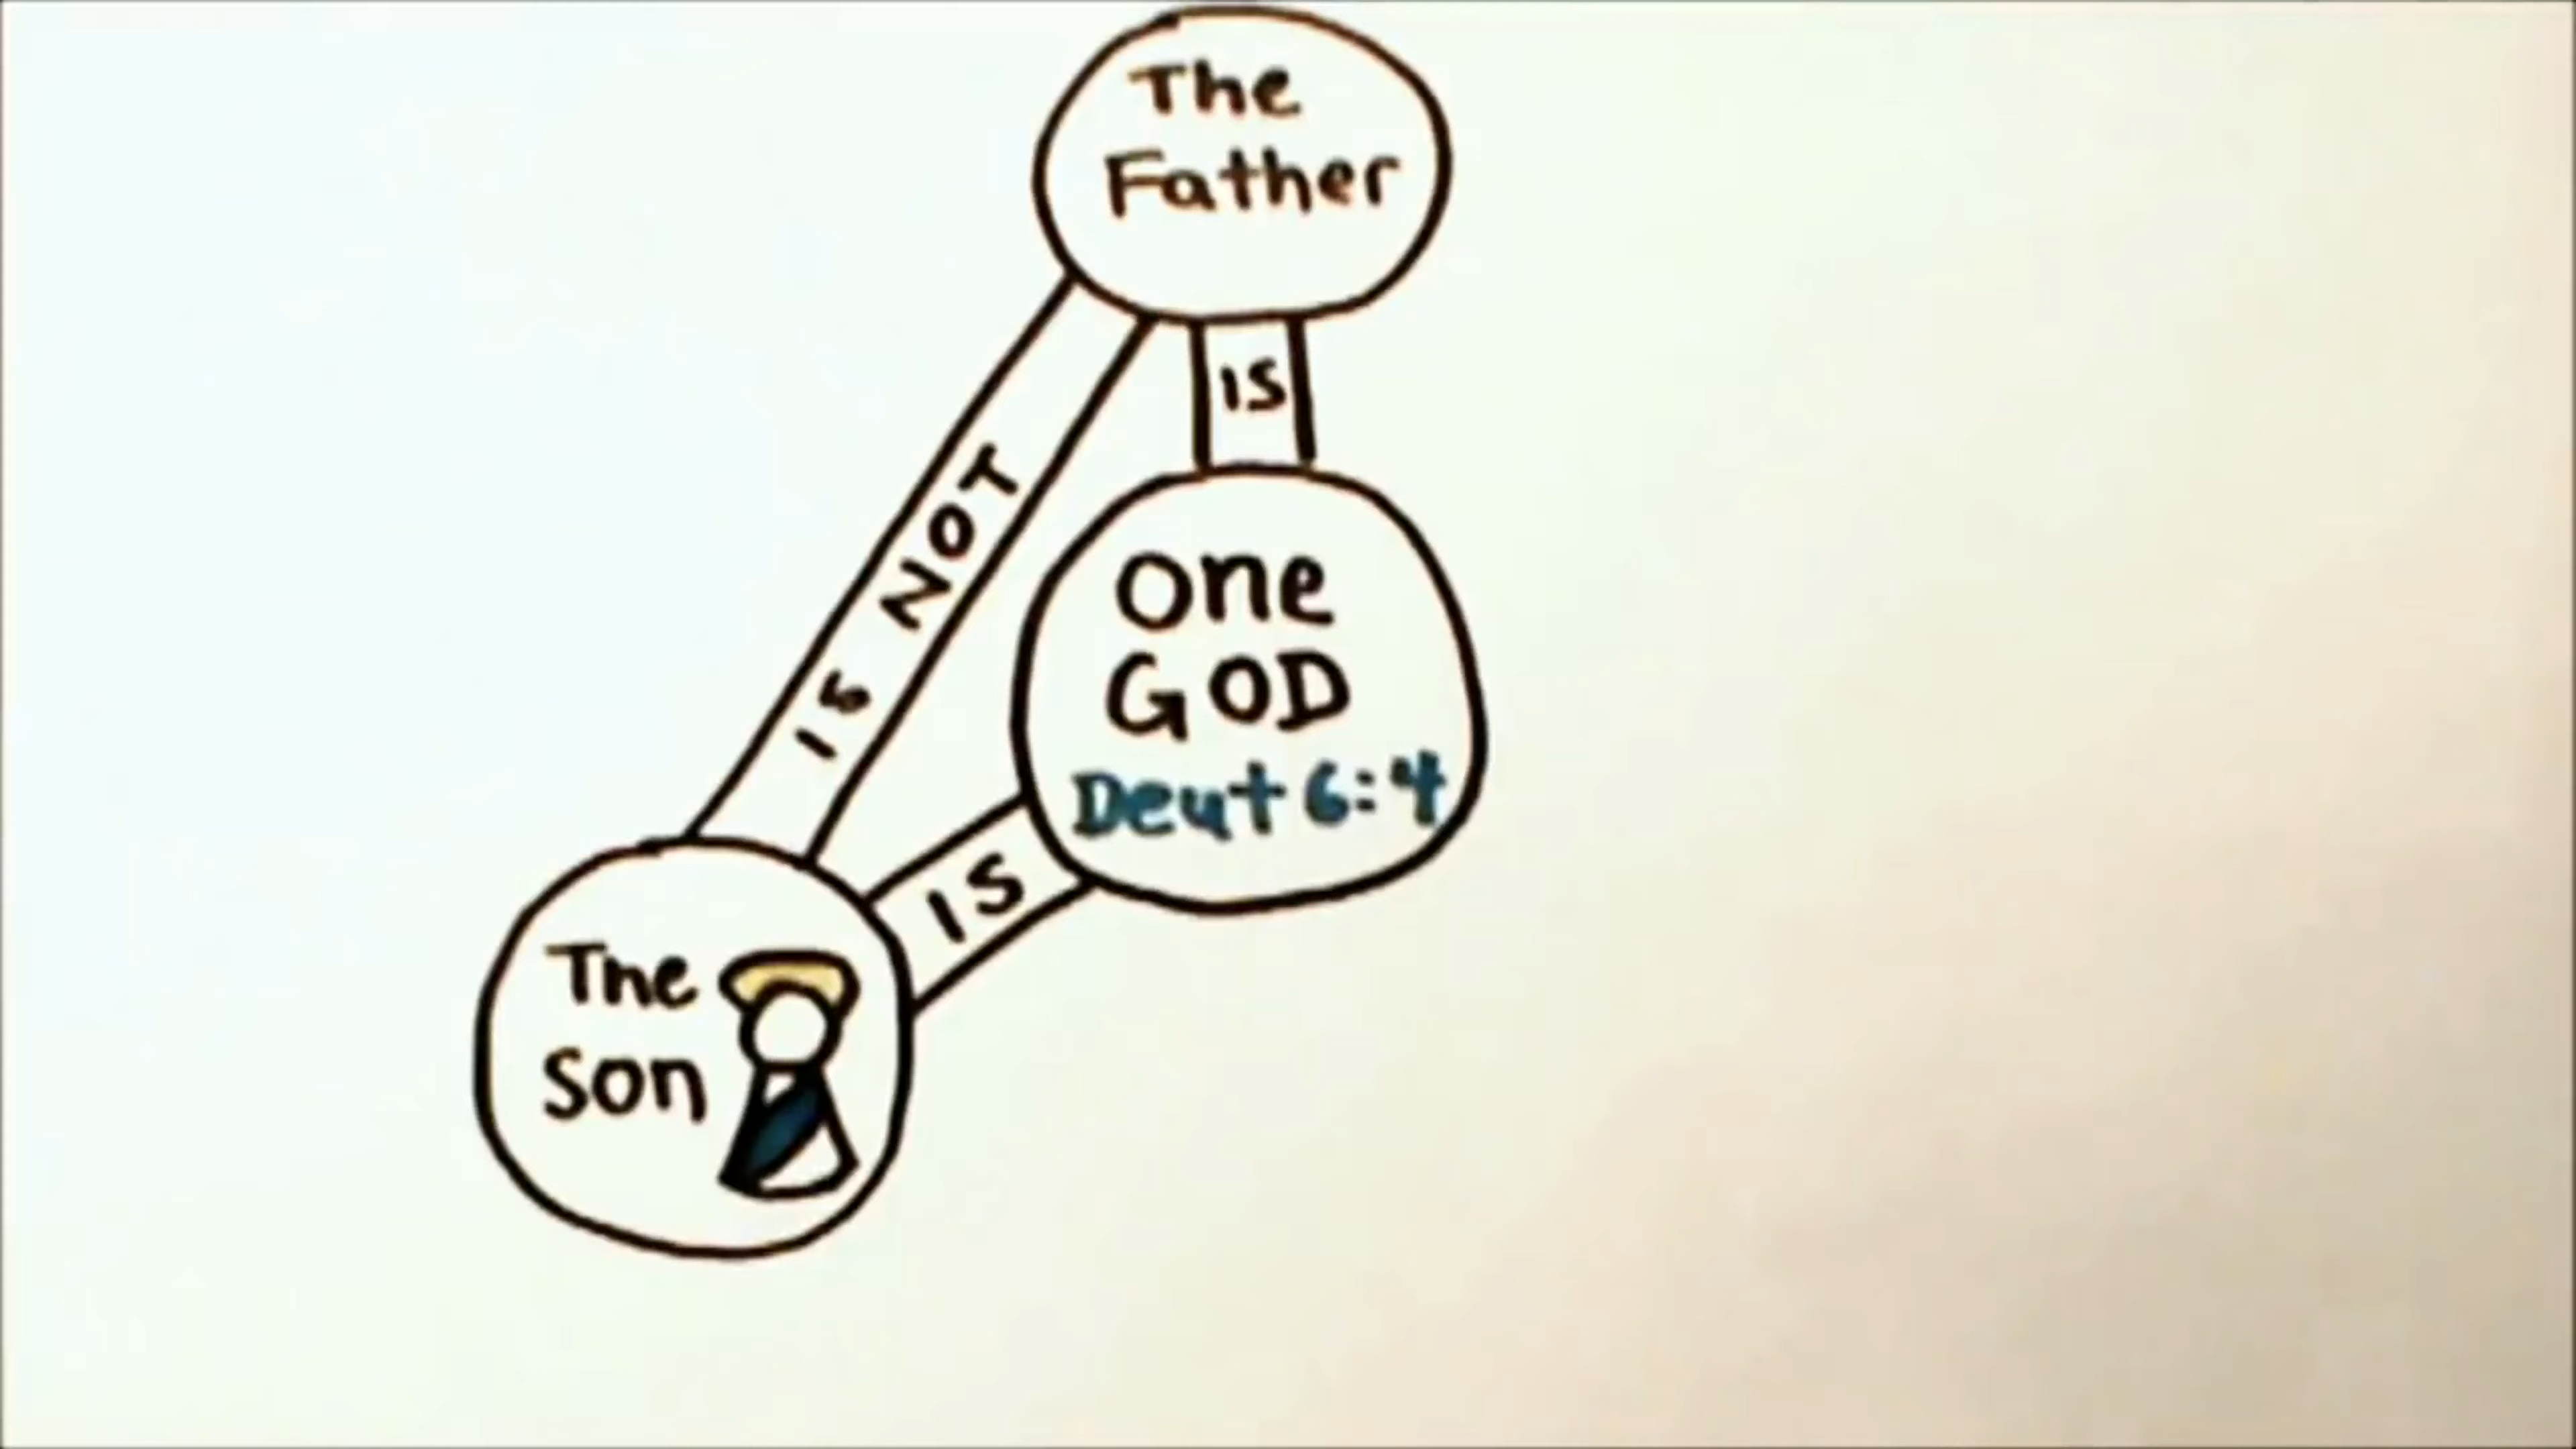 The
Father
IS
IS NOT
One
GOD
Deut 6:4
IS
The
Son